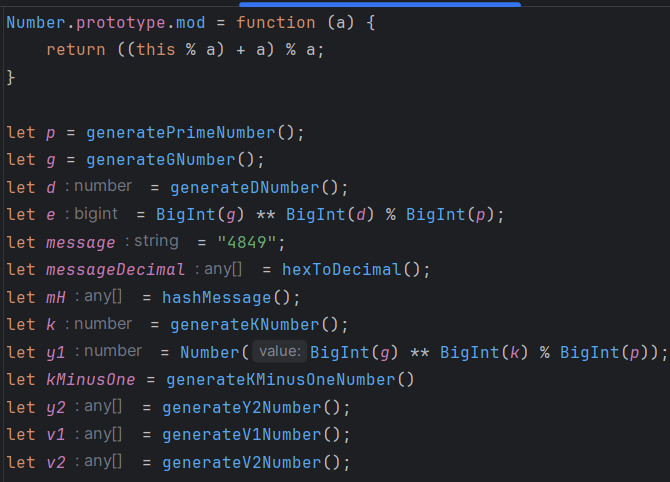 Number.prototype.mod = function (a) {
    return ((this % a) + a) % a;
}
let p = generatePrimeNumber();
let g = generateGNumber();
let d : number = generateDNumber();
let e : bigint = BigInt(g) ** BigInt(d) % BigInt(p);
let message : string = "4849";
let messageDecimal : any[] = hexToDecimal();
let mH : any[] = hashMessage();
let k : number = generateKNumber();
let y1 : number = Number( value: BigInt(g) ** BigInt(k) % BigInt(p));
let kMinusOne = generateKMinusOneNumber()
let y2 : any[] = generateY2Number();
let v1 : any[] = generateV1Number();
let v2 : any[] = generateV2Number();